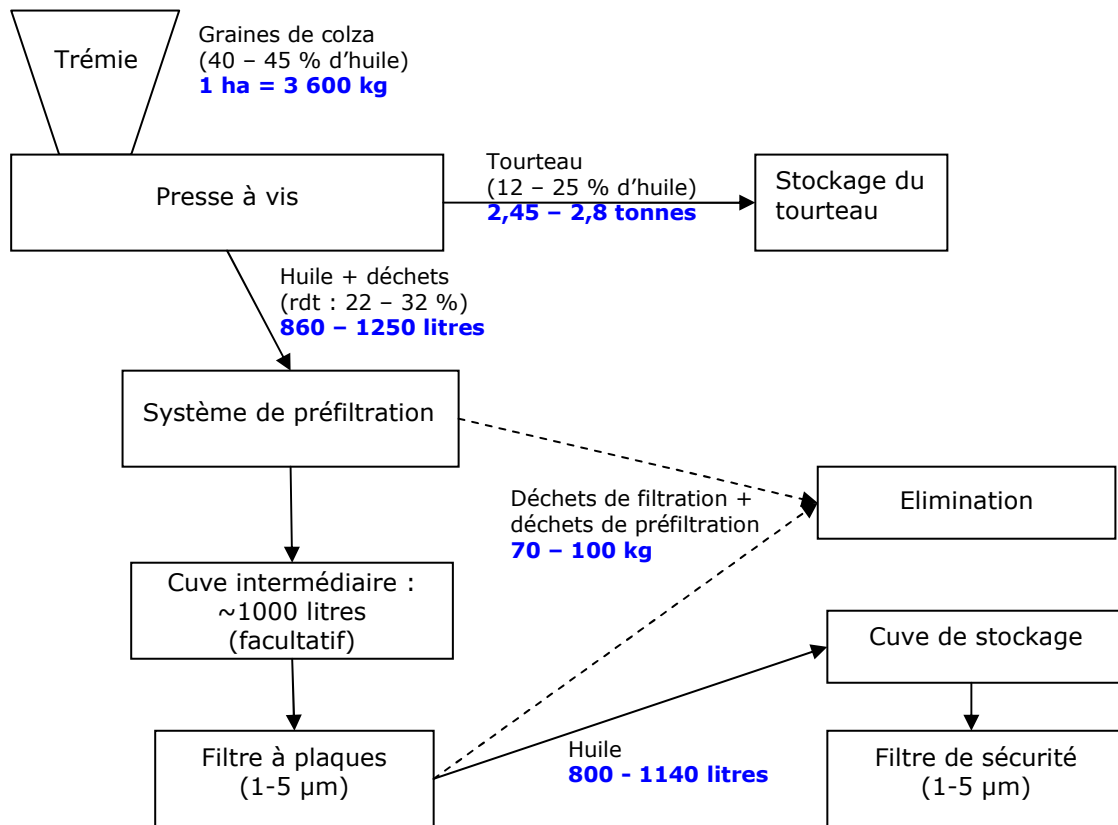 Trémie
Graines de colza
(40 – 45 % d’huile)
1 ha = 3 600 kg
Presse à vis
Tourteau
(12 – 25 % d’huile)
2,45 – 2,8 tonnes
Stockage du
tourteau
Huile + déchets
(rdt : 22 – 32 %)
860 – 1250 litres
Système de préfiltration
Déchets de filtration +
déchets de préfiltration
70 – 100 kg
Elimination
Cuve intermédiaire :
~1000 litres
(facultatif)
Cuve de stockage
Filtre à plaques
(1-5 µm)
Huile
800 - 1140 litres
Filtre de sécurité
(1-5 µm)